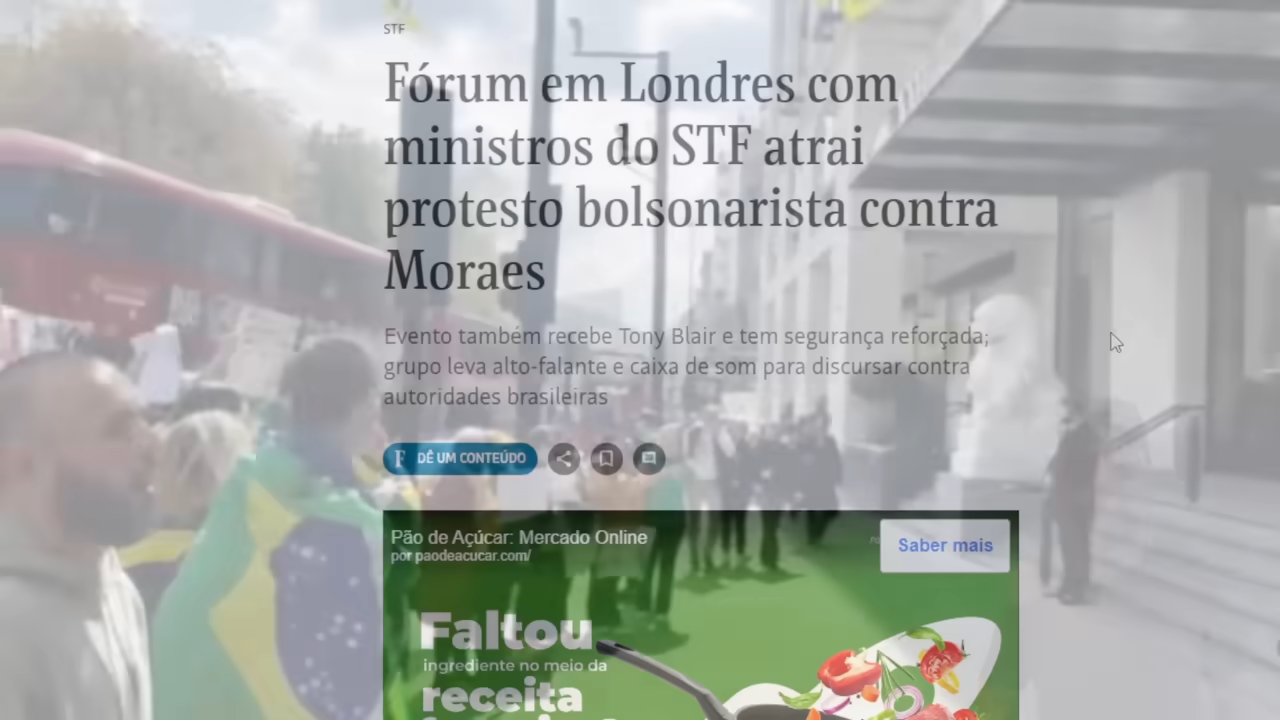 STF
Fórum em Londres com
ministros do STF atrai
protesto bolsonarista contra
Moraes
Evento também recebe Tony Blair e tem segurança reforçada;
grupo leva alto-falante e caixa de som para discursar contra
autoridades brasileiras
F DÊ UM CONTEÚDO
Pão de Açúcar: Mercado Online
por paodeacucar.com/
Saber mais
Faltou
ingrediente no meio da
receita